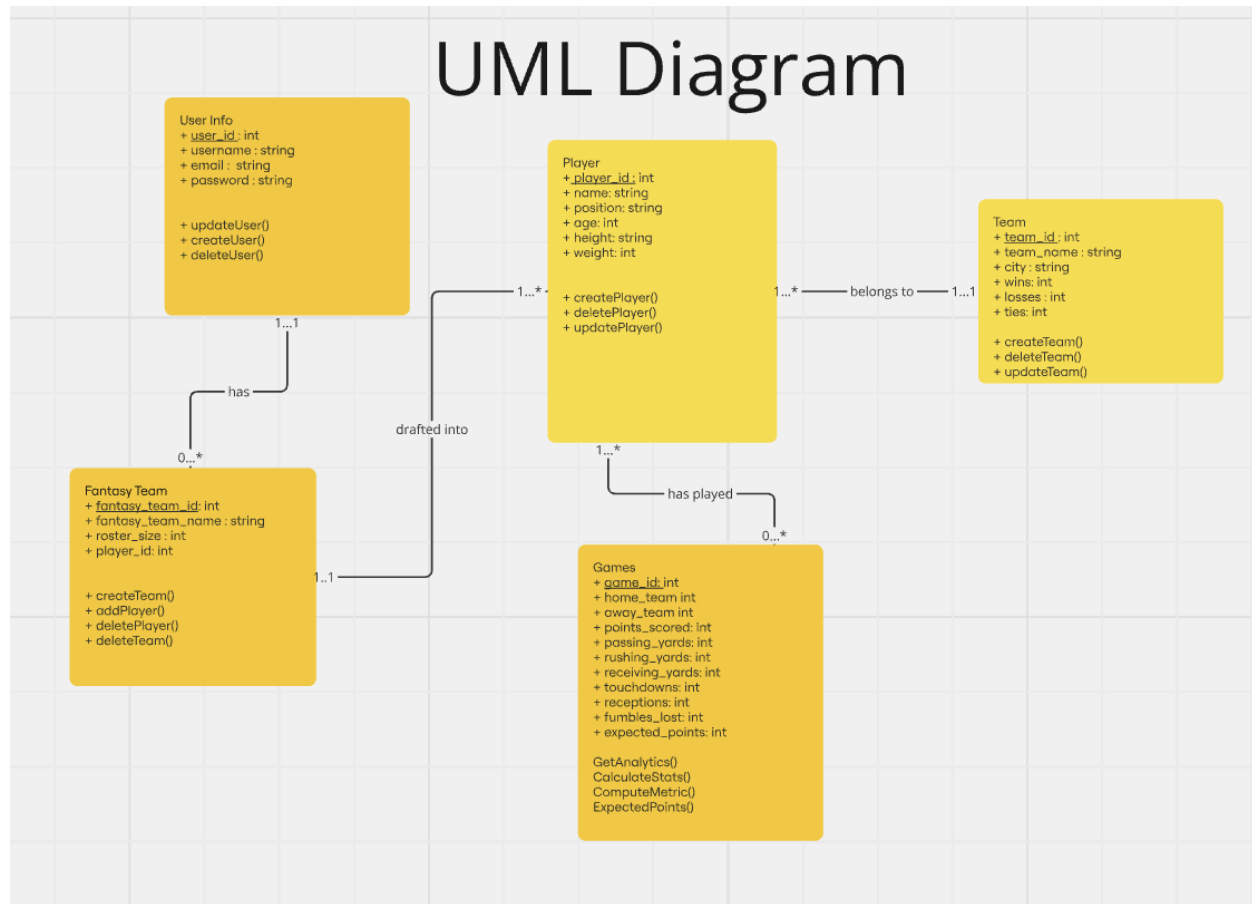 UML Diagram
User Info
+ user_id : int
+ username : string
+ email :  string
+ password : string
+ updateUser()
+ createUser()
+ deleteUser()
1...1
has
0...*
Fantasy Team
+ fantasy_team_id: int
+ fantasy_team_name : string
+ roster_size : int
+ player_id: int
+ createTeam()
+ addPlayer()
+ deletePlayer()
+ deleteTeam()
1..1
drafted into
1...*
Player
+ player_id : int
+ name: string
+ position: string
+ age: int
+ height: string
+ weight: int
+ createPlayer()
+ deletePlayer()
+ updatePlayer()
1...*
belongs to
1...1
Team
+ team_id : int
+ team_name : string
+ city : string
+ wins: int
+ losses : int
+ ties: int
+ createTeam()
+ deleteTeam()
+ updateTeam()
1...*
has played
0...*
Games
+ game_id: int
+ home_team int
+ away_team int
+ points_scored: int
+ passing_yards: int
+ rushing_yards: int
+ receiving_yards: int
+ touchdowns: int
+ receptions: int
+ fumbles_lost: int
+ expected_points: int
GetAnalytics()
CalculateStats()
ComputeMetric()
ExpectedPoints()